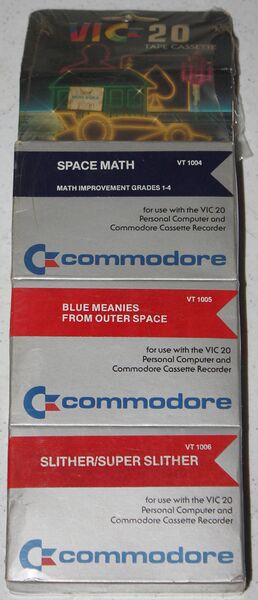 VIC-20
TAPE CASSETTE
SPACE MATH
VT 1004
MATH IMPROVEMENT GRADES 1-4
for use with the VIC 20
Personal Computer and
Commodore Cassette Recorder
commodore
VT 1005
BLUE MEANIES
FROM OUTER SPACE
for use with the VIC 20
Personal Computer and
Commodore Cassette Recorder
commodore
VT 1006
SLITHER/SUPER SLITHER
for use with the VIC 20
Personal Computer and
Commodore Cassette Recorder
commodore